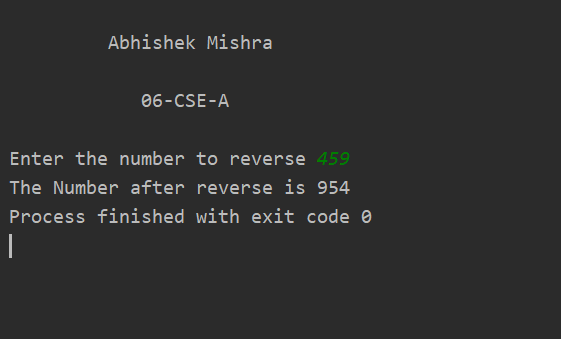 Abhishek Mishra
06-CSE-A
Enter the number to reverse 459
The Number after reverse is 954
Process finished with exit code 0